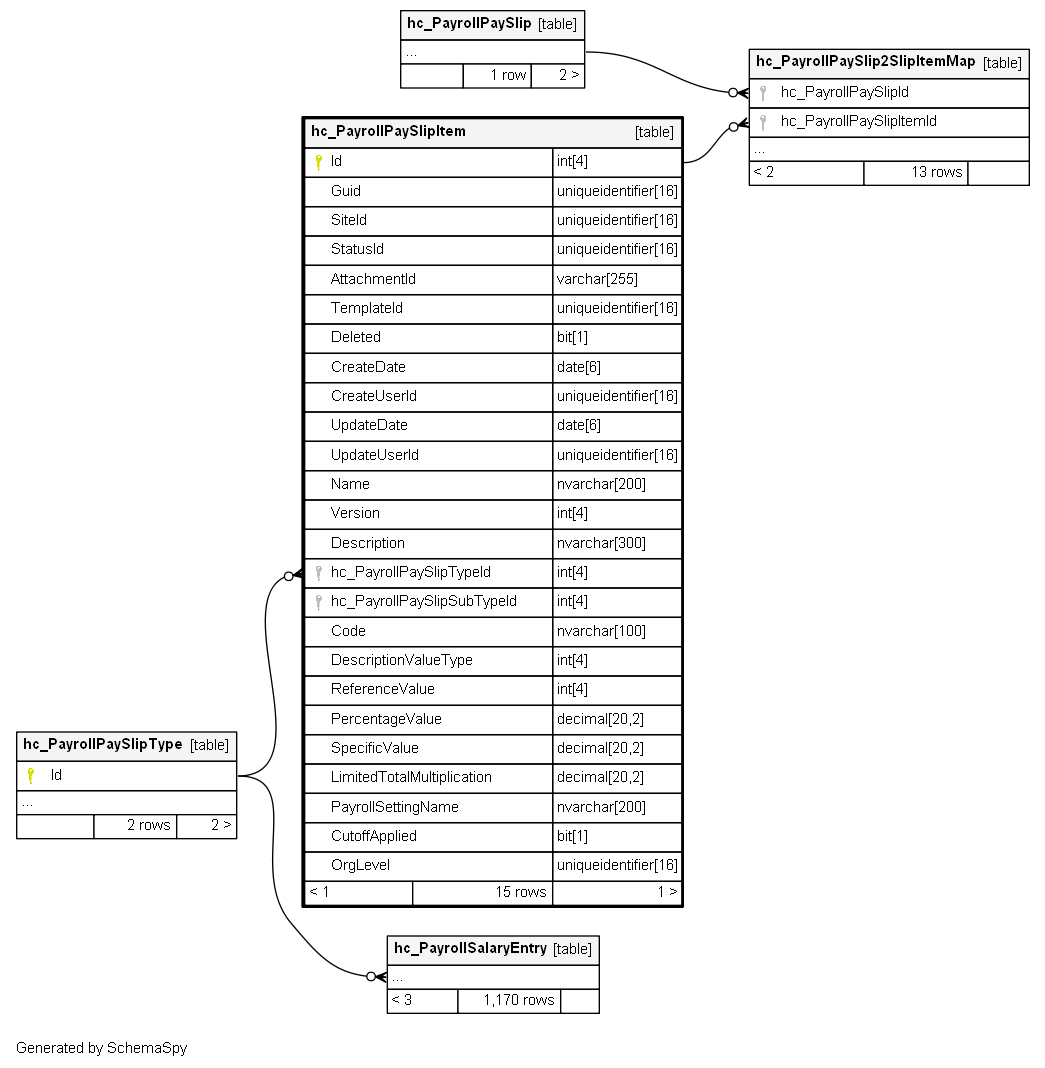 hc_PayrollPaySlip [table]
...
1 row 2 >
hc_PayrollPaySlip2SlipItemMap [table]
hc_PayrollPaySlipId
hc_PayrollPaySlipItemId
...
< 2 13 rows
hc_PayrollPaySlipItem [table]
Id int[4]
Guid uniqueidentifier[16]
SiteId uniqueidentifier[16]
StatusId uniqueidentifier[16]
AttachmentId varchar[255]
TemplateId uniqueidentifier[16]
Deleted bit[1]
CreateDate date[6]
CreateUserId uniqueidentifier[16]
UpdateDate date[6]
UpdateUserId uniqueidentifier[16]
Name nvarchar[200]
Version int[4]
Description nvarchar[300]
hc_PayrollPaySlipTypeId int[4]
hc_PayrollPaySlipSubTypeId int[4]
Code nvarchar[100]
DescriptionValueType int[4]
ReferenceValue int[4]
PercentageValue decimal[20,2]
SpecificValue decimal[20,2]
LimitedTotalMultiplication decimal[20,2]
PayrollSettingName nvarchar[200]
CutoffApplied bit[1]
OrgLevel uniqueidentifier[16]
< 1 15 rows 1 >
hc_PayrollPaySlipType [table]
Id
...
2 rows 2 >
hc_PayrollSalaryEntry [table]
...
< 3 1,170 rows
Generated by SchemaSpy